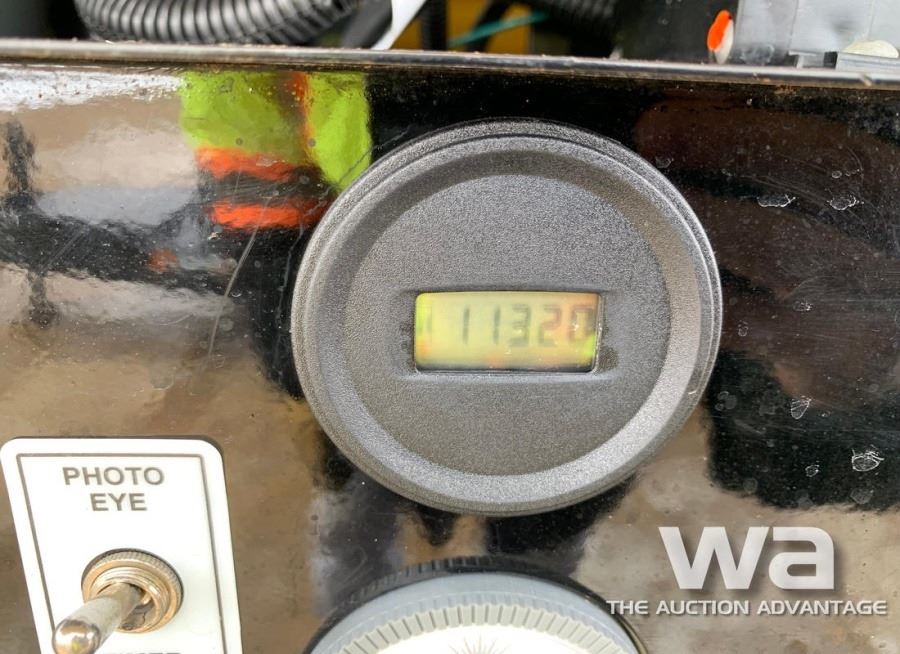 11320
PHOTO
EYE
wa
THE AUCTION ADVANTAGE